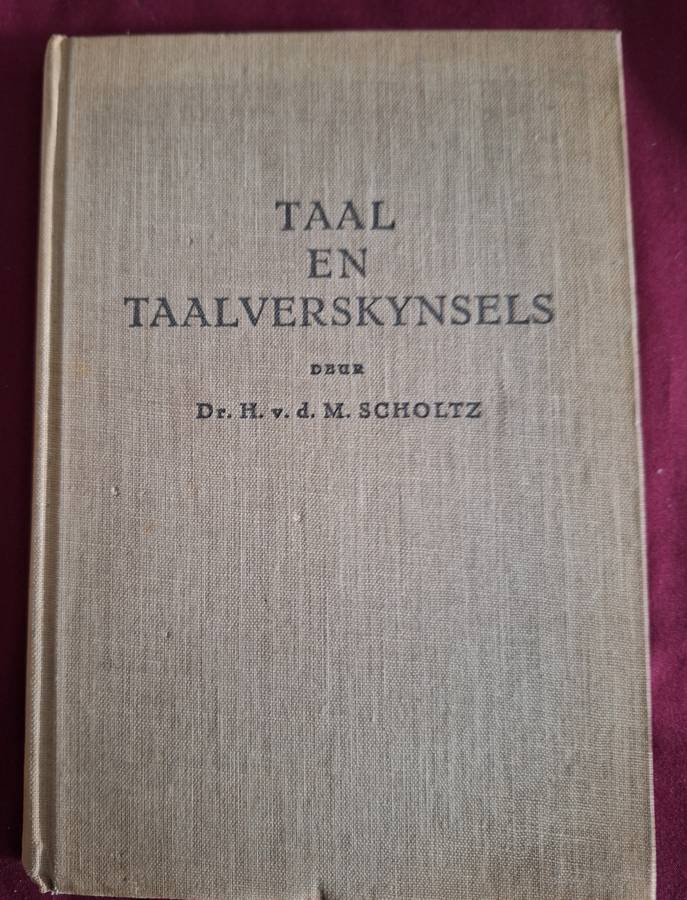 TAAL
EN
TAALVERSKYNSELS
DEUR
Dr. H. v. d. M. SCHOLTZ